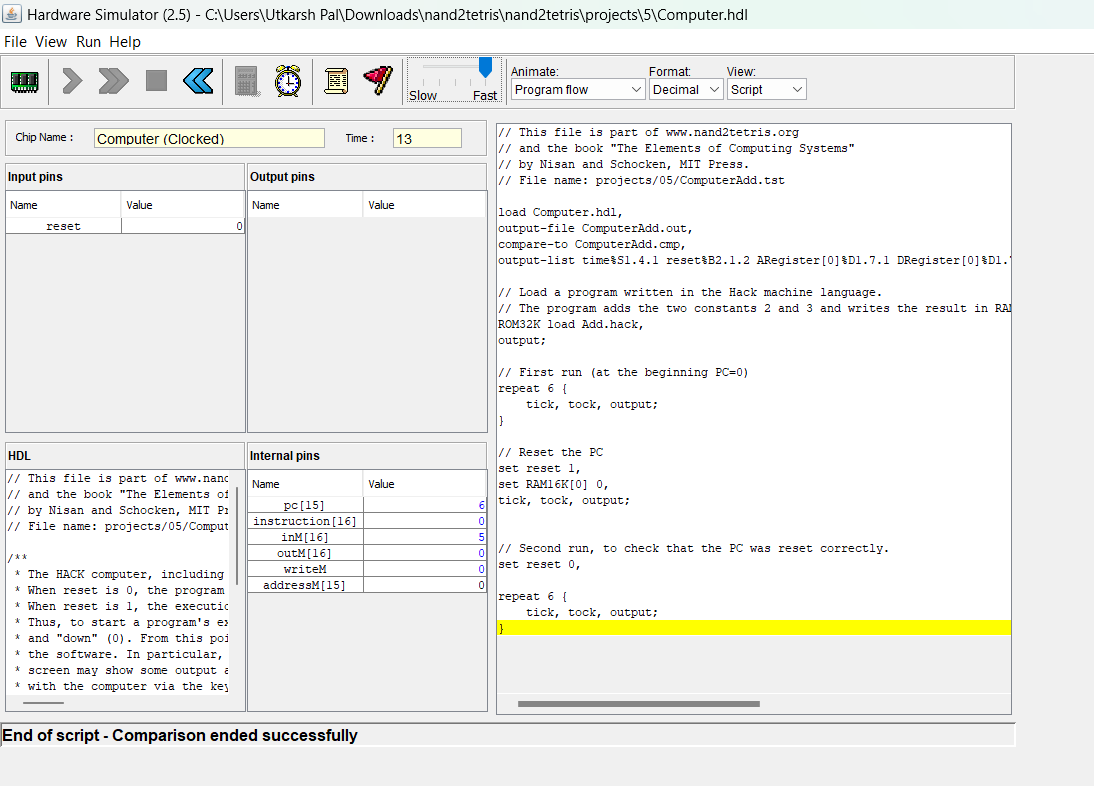 Hardware Simulator (2.5) - C:\Users\Utkarsh Pal\Downloads\nand2tetris\nand2tetris\projects\5\Computer.hdl
File View Run Help
Slow Fast
Animate: Format: View:
Program flow Decimal Script
Chip Name : Computer (Clocked) Time : 13
Input pins
Name Value
reset 0
Output pins
Name Value
HDL
// This file is part of www.nand
// and the book "The Elements of
// by Nisan and Schocken, MIT Pr
// File name: projects/05/Comput
/**
* The HACK computer, including
* When reset is 0, the program
* When reset is 1, the executio
* Thus, to start a program's ex
* and "down" (0). From this poi
* the software. In particular,
* screen may show some output a
* with the computer via the key
Internal pins
Name Value
pc[15] 6
instruction[16] 0
inM[16] 5
outM[16] 0
writeM 0
addressM[15] 0
// This file is part of www.nand2tetris.org
// and the book "The Elements of Computing Systems"
// by Nisan and Schocken, MIT Press.
// File name: projects/05/ComputerAdd.tst
load Computer.hdl,
output-file ComputerAdd.out,
compare-to ComputerAdd.cmp,
output-list time%S1.4.1 reset%B2.1.2 ARegister[0]%D1.7.1 DRegister[0]%D1.
// Load a program written in the Hack machine language.
// The program adds the two constants 2 and 3 and writes the result in RAM
ROM32K load Add.hack,
output;
// First run (at the beginning PC=0)
repeat 6 {
tick, tock, output;
}
// Reset the PC
set reset 1,
set RAM16K[0] 0,
tick, tock, output;
// Second run, to check that the PC was reset correctly.
set reset 0,
repeat 6 {
tick, tock, output;
}
End of script - Comparison ended successfully